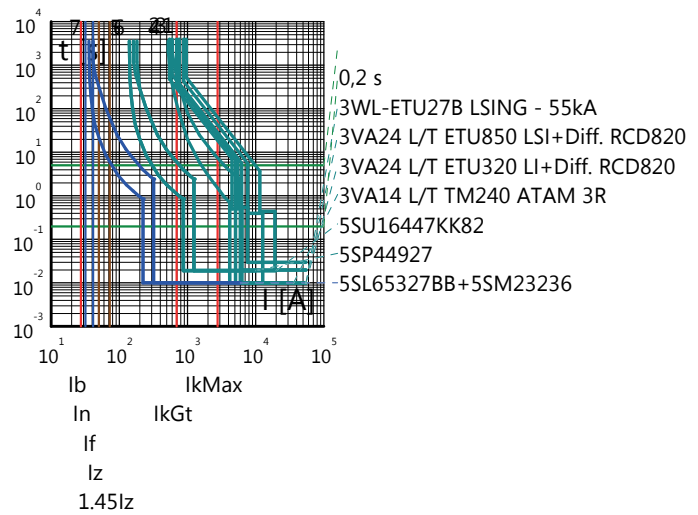 10^4
10^3
10^2
10^1
10^0
10^-1
10^-2
10^-3
7
t [s]
I [A]
10^1 10^2 10^3 10^4 10^5
0,2 s
3WL-ETU27B LSING - 55kA
3VA24 L/T ETU850 LSI+Diff. RCD820
3VA24 L/T ETU320 LI+Diff. RCD820
3VA14 L/T TM240 ATAM 3R
5SU16447KK82
5SP44927
5SL65327BB+5SM23236
Ib IkMax
In IkGt
If
Iz
1.45Iz